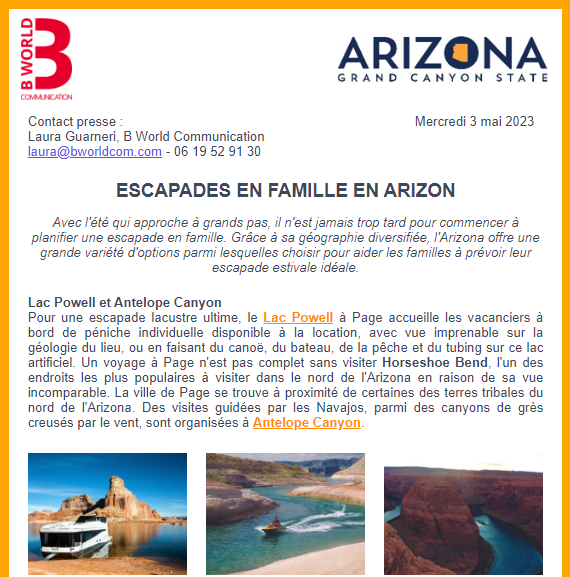 B WORLD
COMMUNICATION
ARIZONA
GRAND CANYON STATE
Contact presse :
Mercredi 3 mai 2023
Laura Guarneri, B World Communication
laura@bworldcom.com - 06 19 52 91 30
ESCAPADES EN FAMILLE EN ARIZON
Avec l'été qui approche à grands pas, il n'est jamais trop tard pour commencer à
planifier une escapade en famille. Grâce à sa géographie diversifiée, l'Arizona offre une
grande variété d'options parmi lesquelles choisir pour aider les familles à prévoir leur
escapade estivale idéale.
Lac Powell et Antelope Canyon
Pour une escapade lacustre ultime, le Lac Powell à Page accueille les vacanciers à
bord de péniche individuelle disponible à la location, avec vue imprenable sur la
géologie du lieu, ou en faisant du canoë, du bateau, de la pêche et du tubing sur ce lac
artificiel. Un voyage à Page n'est pas complet sans visiter Horseshoe Bend, l'un des
endroits les plus populaires à visiter dans le nord de l'Arizona en raison de sa vue
incomparable. La ville de Page se trouve à proximité de certaines des terres tribales du
nord de l'Arizona. Des visites guidées par les Navajos, parmi des canyons de grès
creusés par le vent, sont organisées à Antelope Canyon.